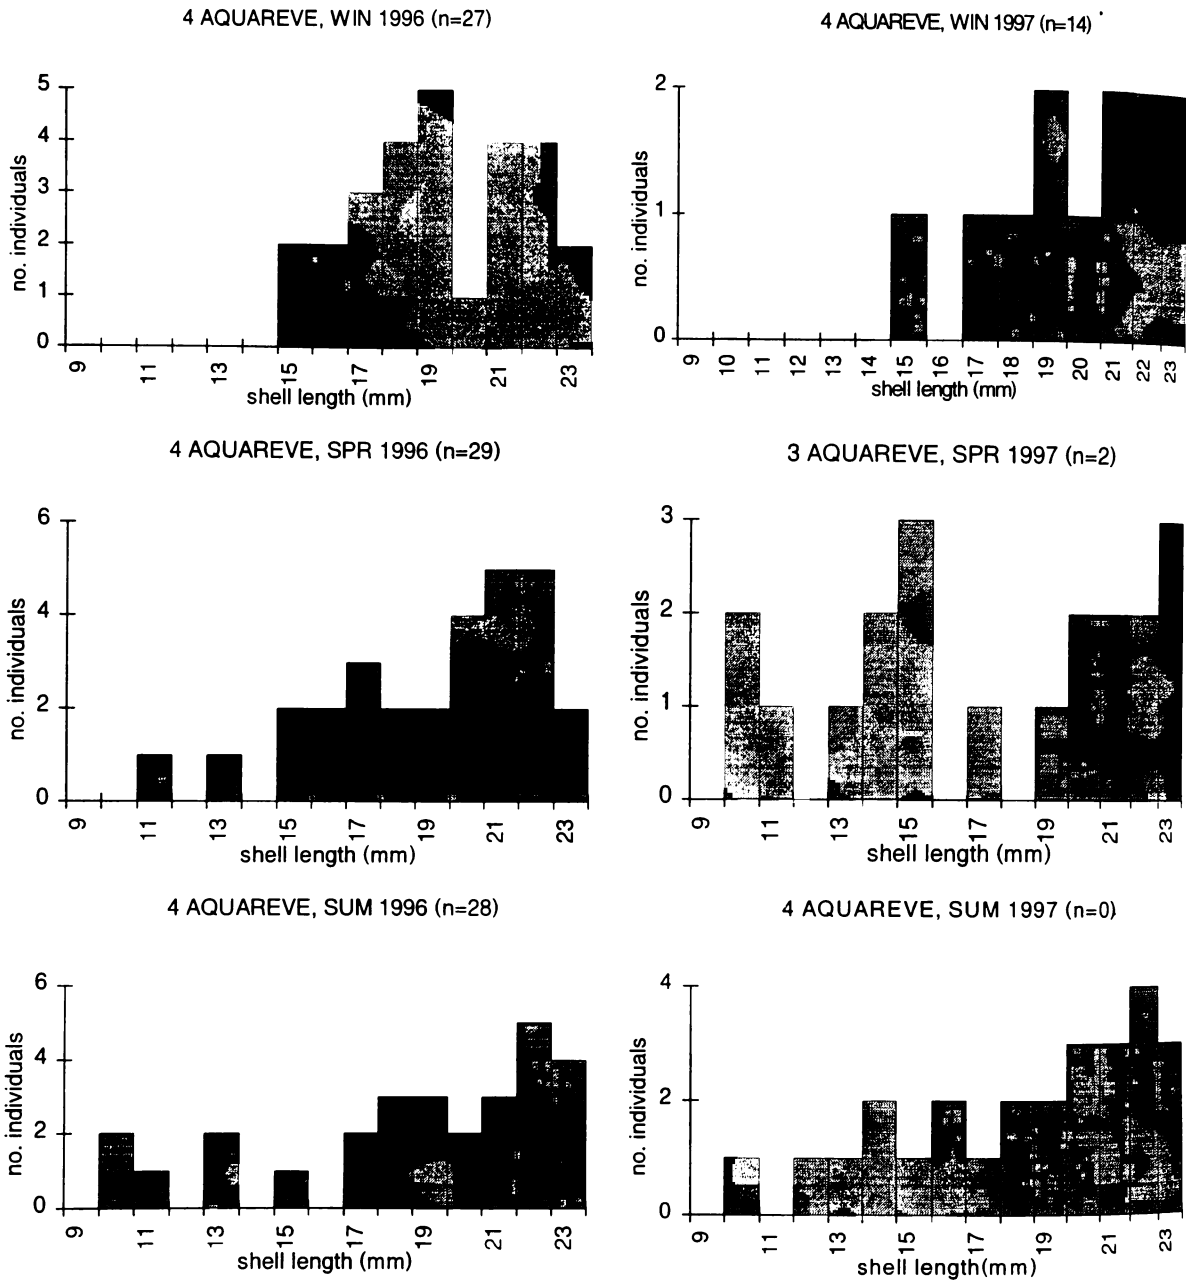 4 AQUAREVE, WIN 1996 (n=27)
5
4
3
2
1
0
no. individuals
9 11 13 15 17 19 21 23
shell length (mm)
4 AQUAREVE, WIN 1997 (n=14)
2
1
0
no. individuals
9 10 11 12 13 14 15 16 17 18 19 20 21 22 23
shell length (mm)
4 AQUAREVE, SPR 1996 (n=29)
6
4
2
0
no. individuals
9 11 13 15 17 19 21 23
shell length (mm)
3 AQUAREVE, SPR 1997 (n=2)
3
2
1
0
no. individuals
9 11 13 15 17 19 21 23
shell length (mm)
4 AQUAREVE, SUM 1996 (n=28)
6
4
2
0
no. individuals
9 11 13 15 17 19 21 23
shell length (mm)
4 AQUAREVE, SUM 1997 (n=0)
4
2
0
no. individuals
9 11 13 15 17 19 21 23
shell length(mm)